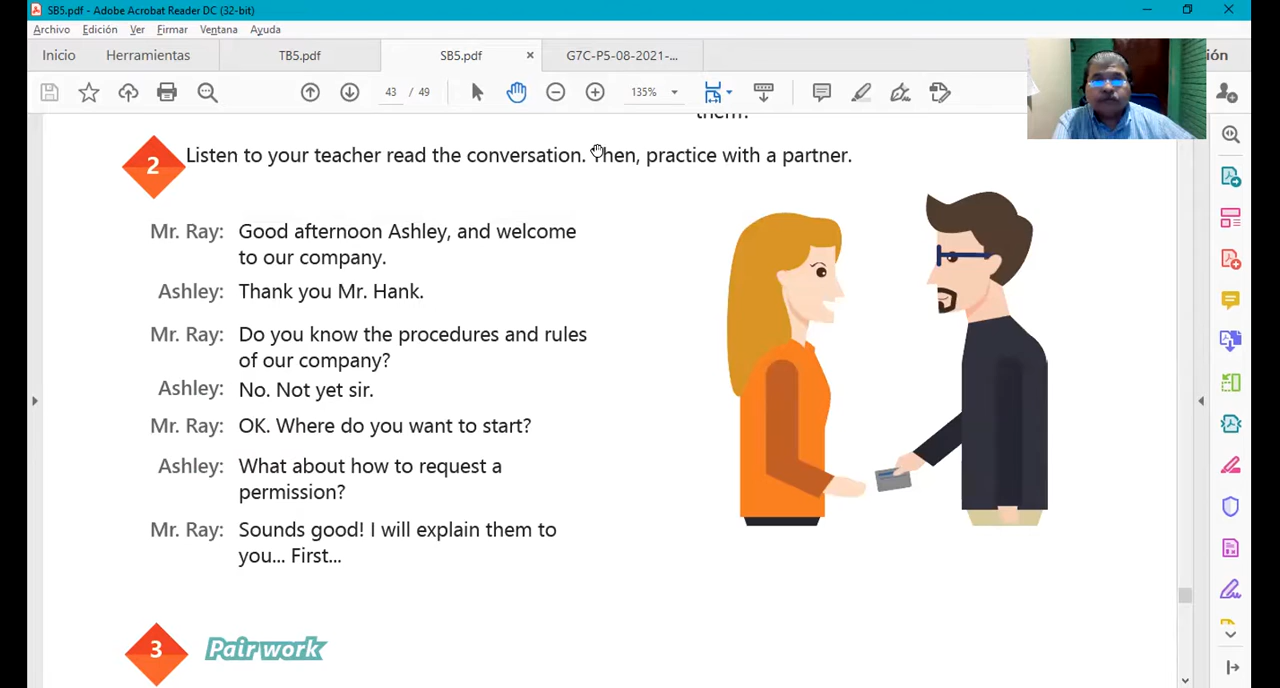 SB5.pdf - Adobe Acrobat Reader DC (32-bit)
Archivo Edición Ver Firmar Ventana Ayuda
Inicio Herramientas TB5.pdf SB5.pdf × G7C-P5-08-2021-... ión
43 / 49 135%
them?
2 Listen to your teacher read the conversation. Then, practice with a partner.
Mr. Ray: Good afternoon Ashley, and welcome
to our company.
Ashley: Thank you Mr. Hank.
Mr. Ray: Do you know the procedures and rules
of our company?
Ashley: No. Not yet sir.
Mr. Ray: OK. Where do you want to start?
Ashley: What about how to request a
permission?
Mr. Ray: Sounds good! I will explain them to
you... First...
3 Pair work